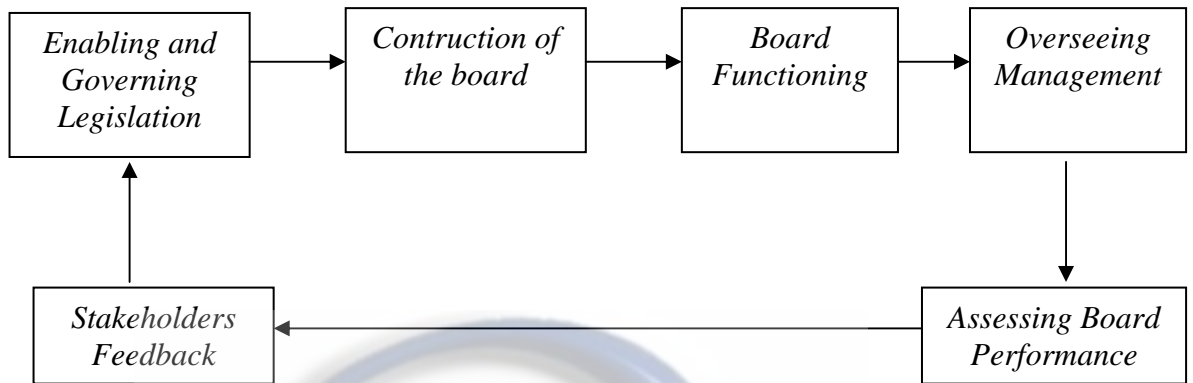 Enabling and
Governing
Legislation
Contruction of
the board
Board
Functioning
Overseeing
Management
Stakeholders
Feedback
Assessing Board
Performance